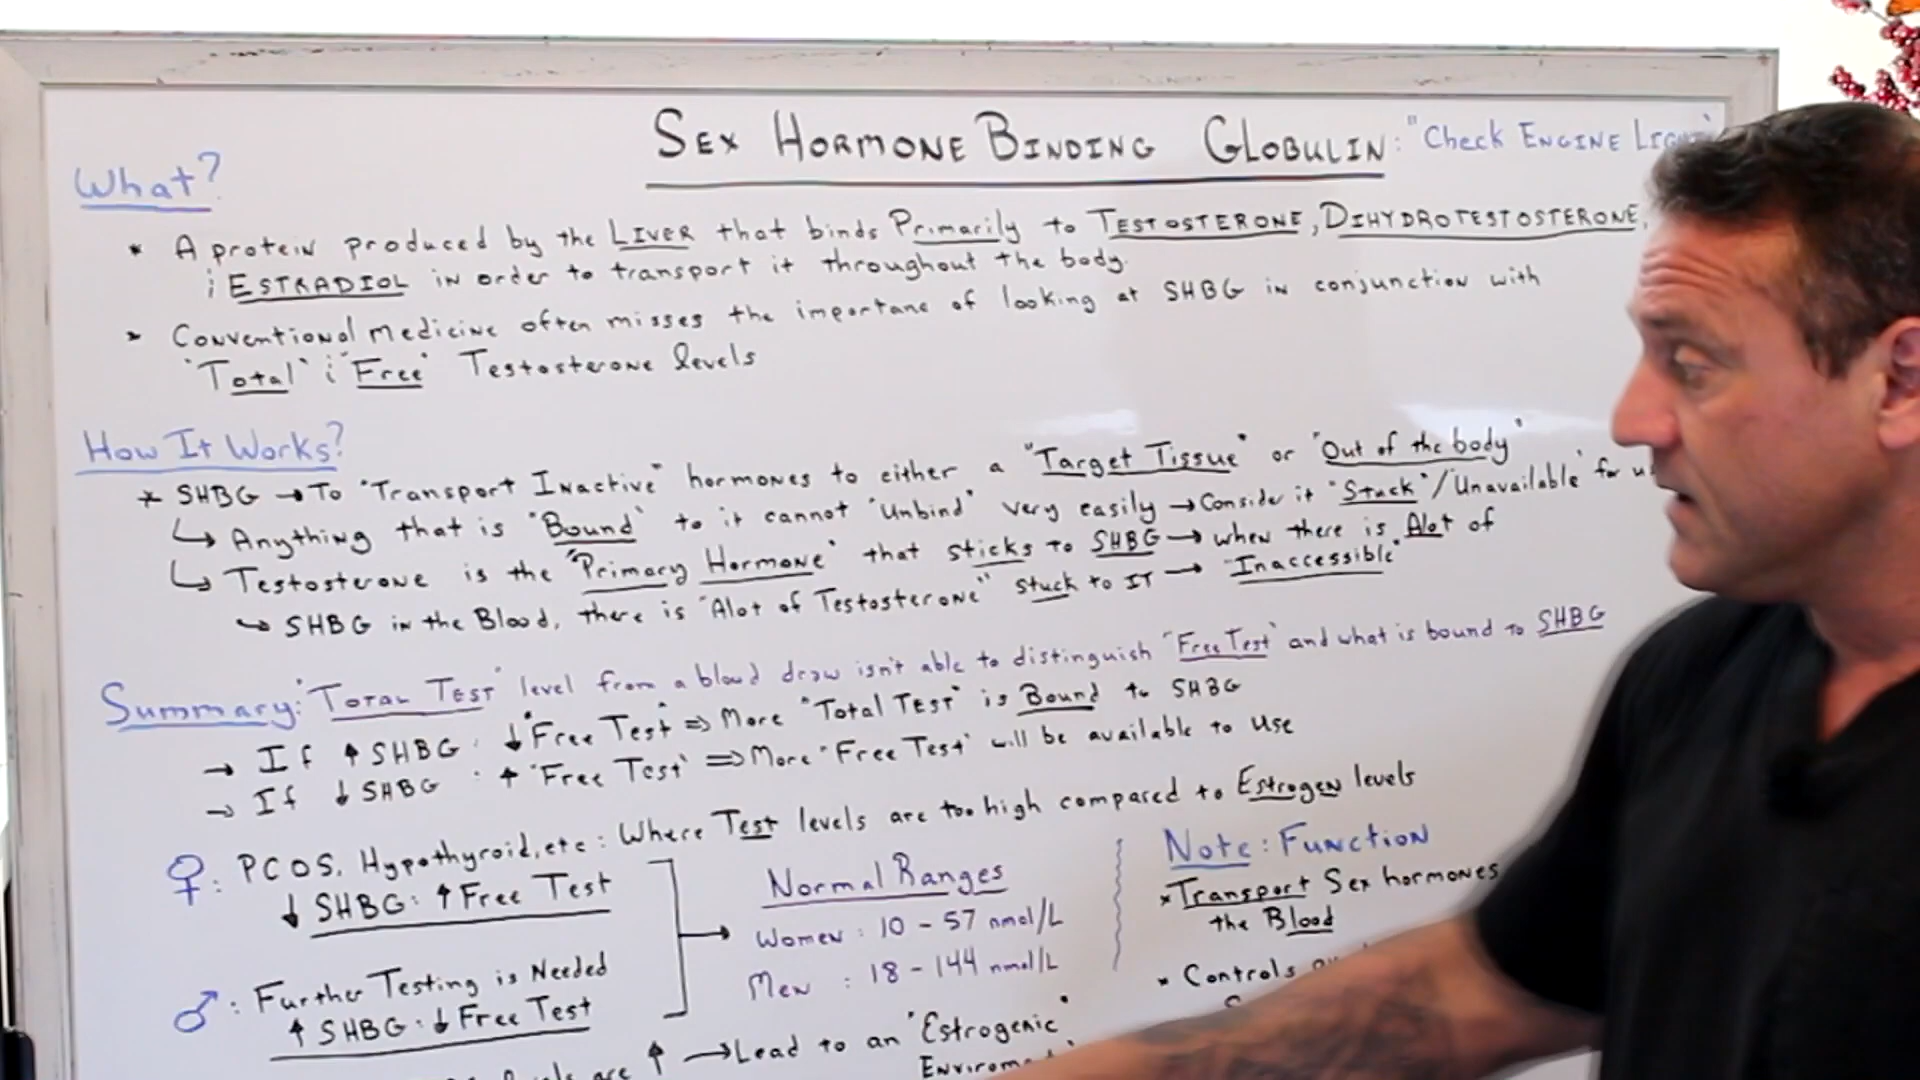 SEX HORMONE BINDING GLOBULIN: "Check ENGINE LIGHT"
What?
* A protein produced by the LIVER that binds Primarily to TESTOSTERONE, DIHYDROTESTOSTERONE,
; ESTRADIOL in order to transport it throughout the body.
* Conventional medicine often misses the importane of looking at SHBG in conjunction with
"Total" ; "Free" Testosterone levels
How It Works?
* SHBG → To "Transport Inactive" hormones to either a "Target Tissue" or "Out of the body"
↳ Anything that is "Bound" to it cannot "Unbind" very easily → Consider it "Stuck"/"Unavailable" for
↳ Testosterone is the "Primary Hormone" that sticks to SHBG → when there is Alot of
↳ SHBG in the Blood, there is "Alot of Testosterone" stuck to IT → "Inaccessible"
Summary: "TOTAL TEST" level from a blood draw isn't able to distinguish "Free Test" and what is bound to SHBG
→ If ↑ SHBG : ↓ "Free Test" ⇒ More "Total TEST" is Bound to SHBG
→ If ↓ SHBG : ↑ "Free Test" ⇒ More "Free Test" will be available to use
♀: PCOS, Hypothyroid, etc: Where Test levels are too high compared to Estrogen levels
↓ SHBG: ↑ Free Test
♂: Further Testing is Needed
↑ SHBG: ↓ Free Test
Normal Ranges
Women : 10 - 57 nmol/L
Men : 18 - 144 nmol/L
Note: Function
* Transport Sex hormones
the Blood
* Controls
are ↑ → Lead to an "Estrogenic